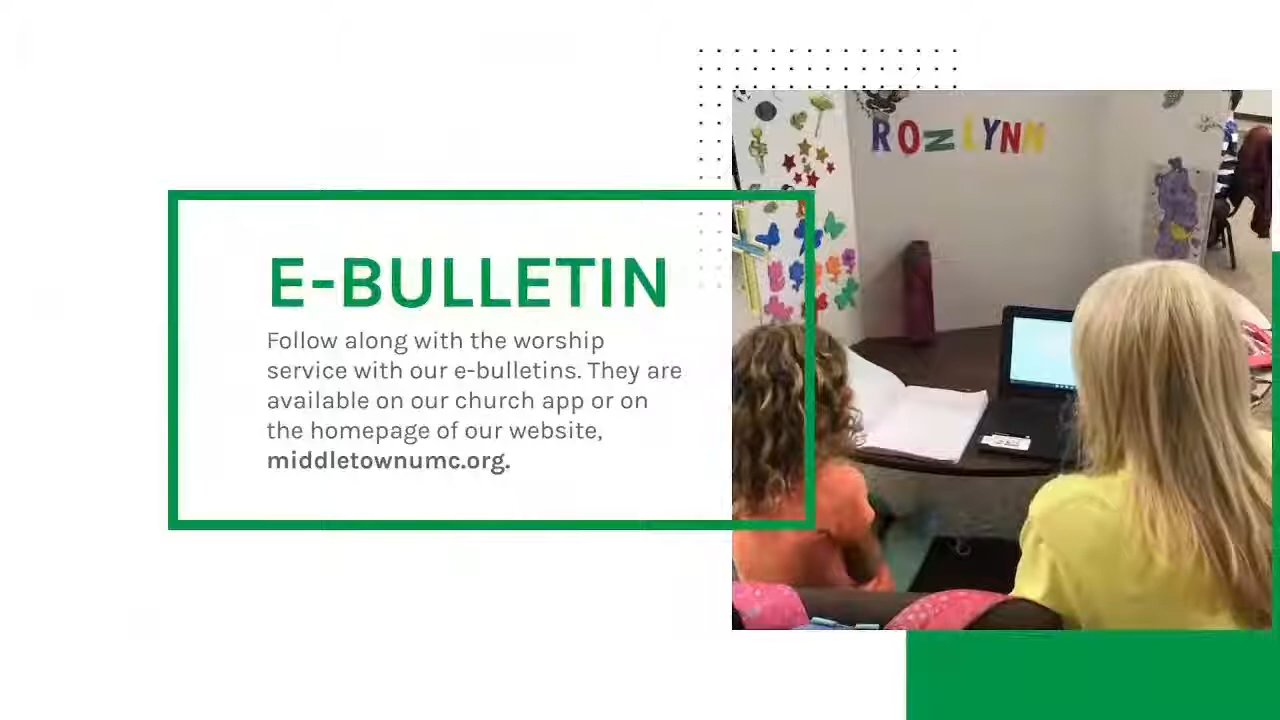 E-BULLETIN
Follow along with the worship
service with our e-bulletins. They are
available on our church app or on
the homepage of our website,
middletownumc.org.
ROZLYNN